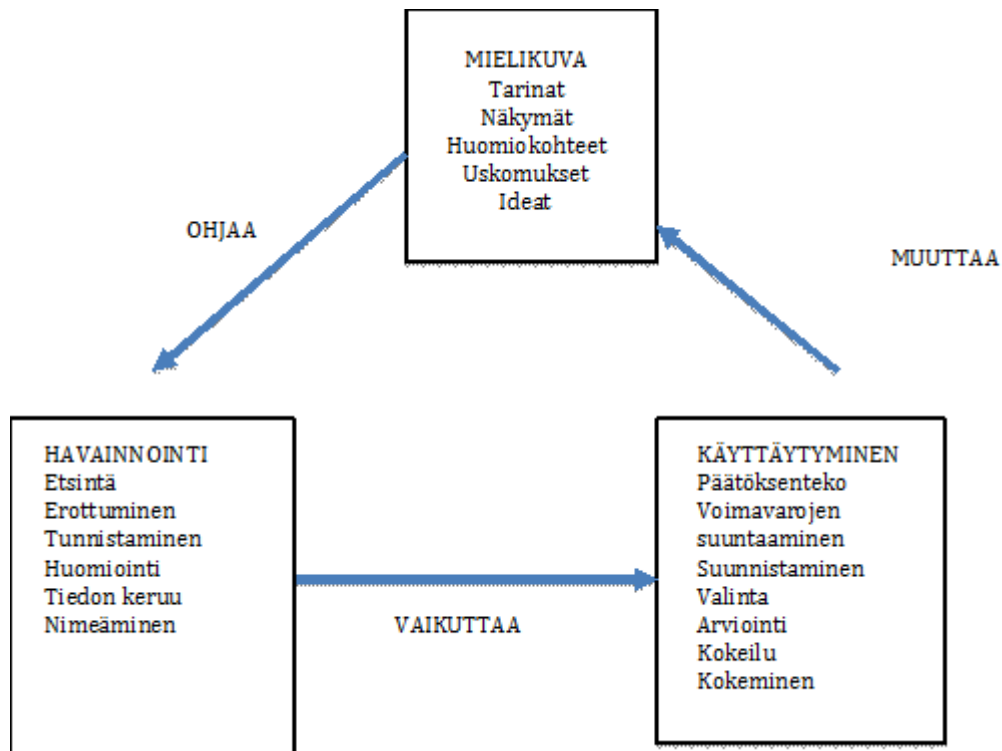 MIELIKUVA
Tarinat
Näkymät
Huomiokohteet
Uskomukset
Ideat
OHJAA
MUUTTAA
HAVAINNOINTI
Etsintä
Erottuminen
Tunnistaminen
Huomiointi
Tiedon keruu
Nimeäminen
VAIKUTTAA
KÄYTTÄYTYMINEN
Päätöksenteko
Voimavarojen
suuntaaminen
Suunnistaminen
Valinta
Arviointi
Kokeilu
Kokeminen